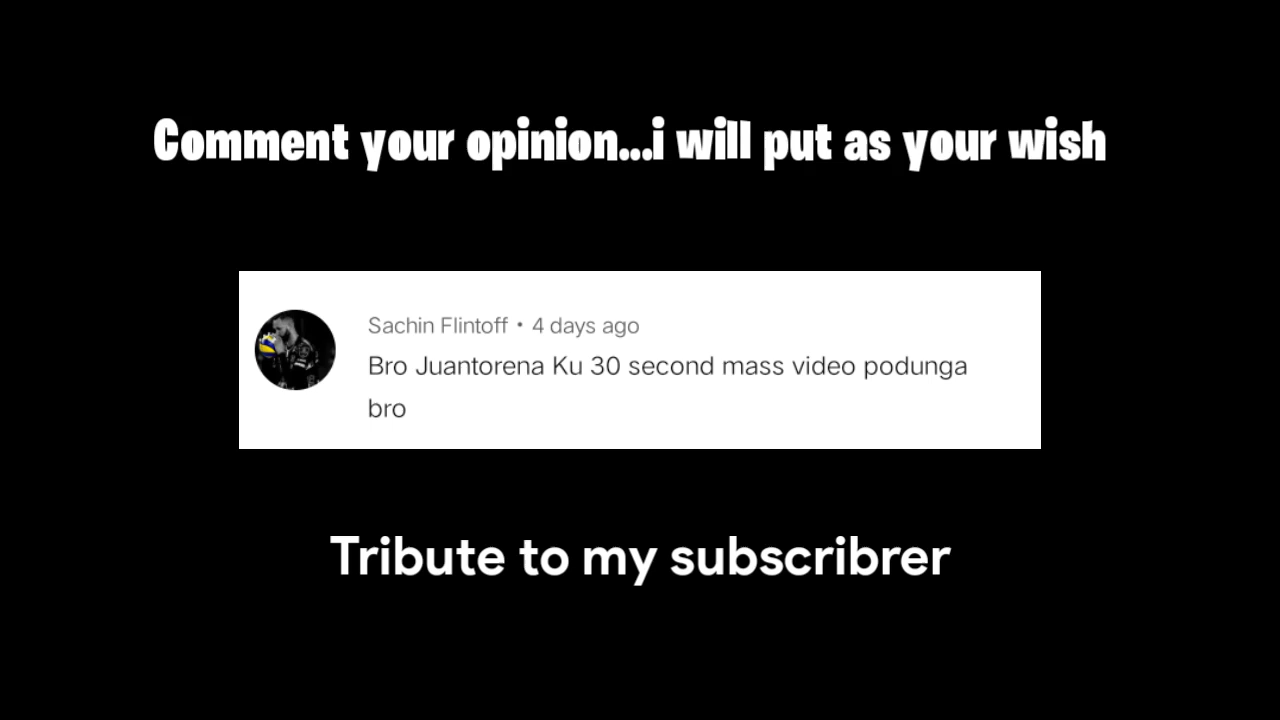 Comment your opinion...i will put as your wish
Sachin Flintoff • 4 days ago
Bro Juantorena Ku 30 second mass video podunga
bro
Tribute to my subscribrer